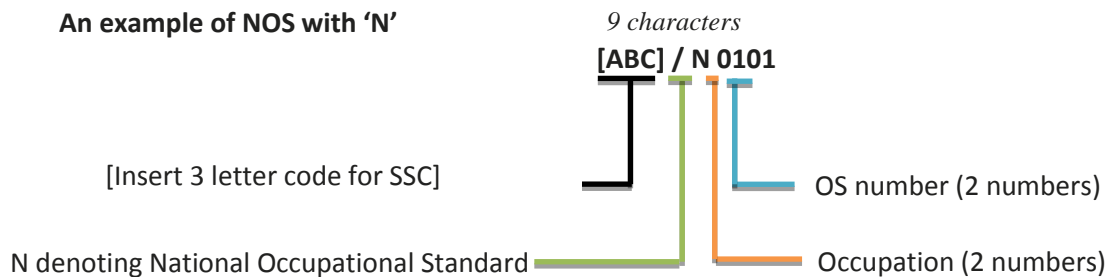 An example of NOS with ‘N’
9 characters
[ABC] / N 0101
[Insert 3 letter code for SSC]
OS number (2 numbers)
N denoting National Occupational Standard
Occupation (2 numbers)